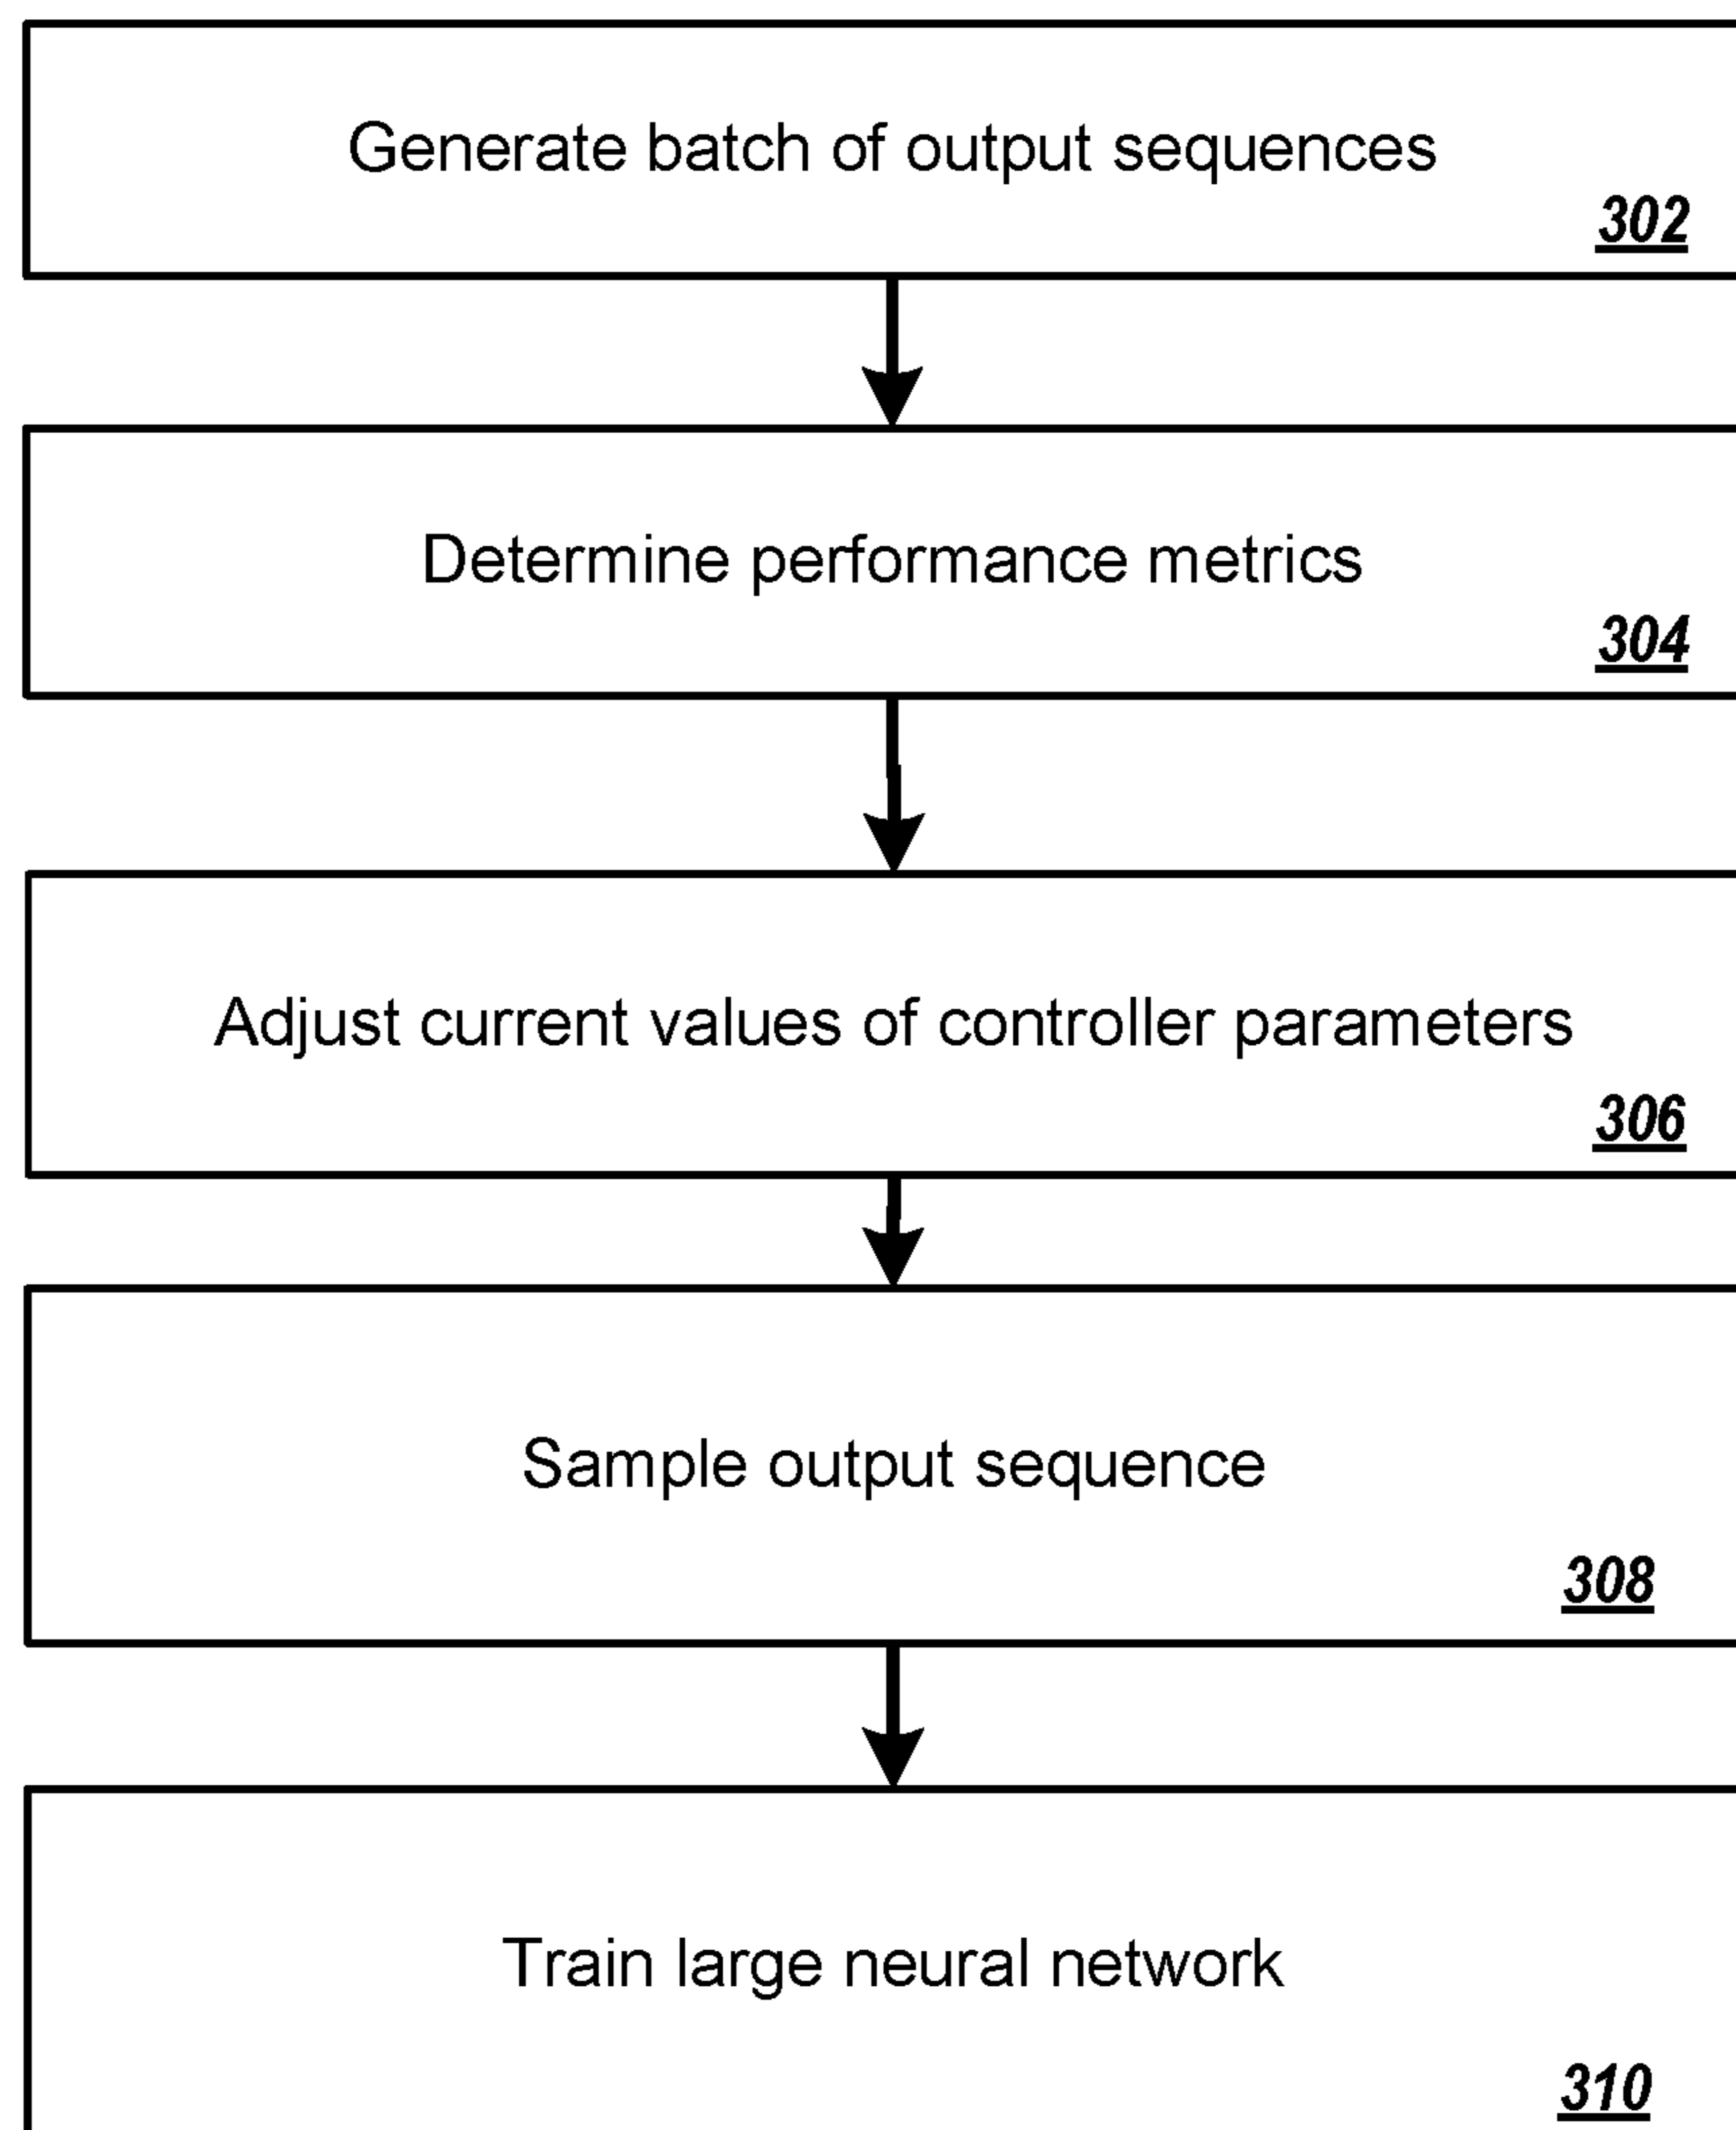 Generate batch of output sequences
302
Determine performance metrics
304
Adjust current values of controller parameters
306
Sample output sequence
308
Train large neural network
310